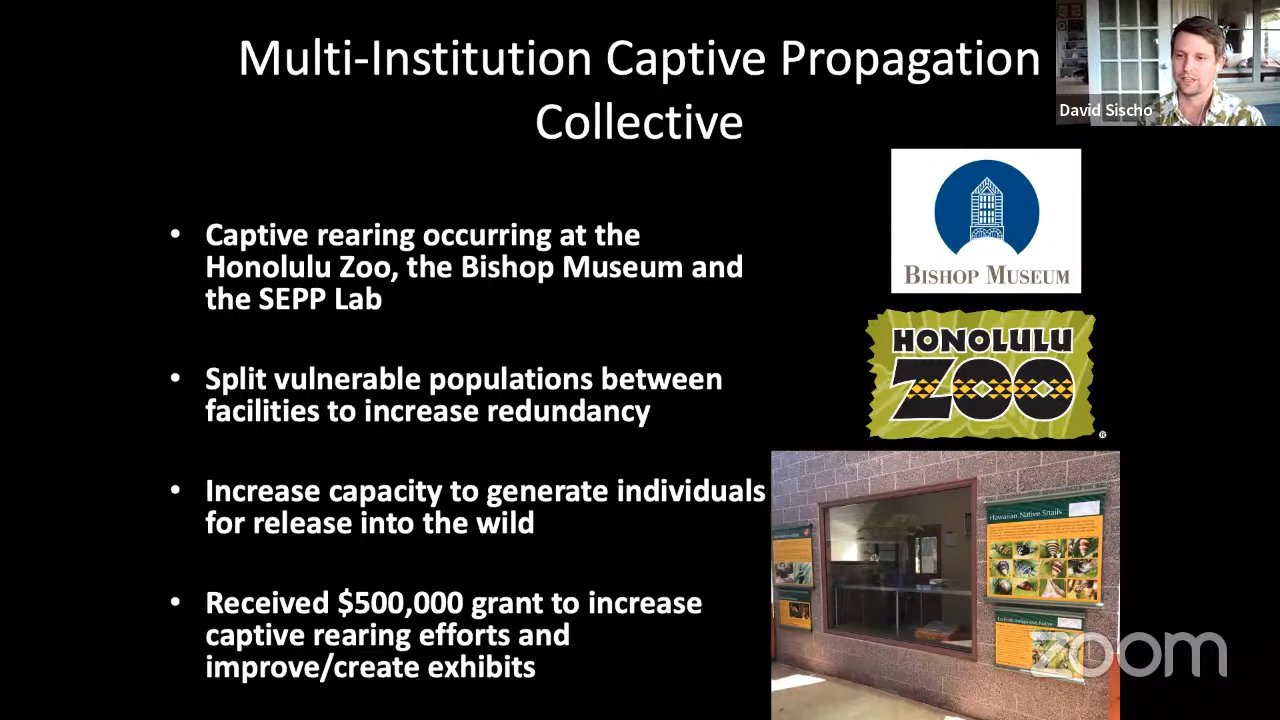 Multi-Institution Captive Propagation
Collective
David Sischo
• Captive rearing occurring at the
Honolulu Zoo, the Bishop Museum and
the SEPP Lab
• Split vulnerable populations between
facilities to increase redundancy
• Increase capacity to generate individuals
for release into the wild
• Received $500,000 grant to increase
captive rearing efforts and
improve/create exhibits
BISHOP MUSEUM
HONOLULU
ZOO
®
Hawaiian Native Snails
zoom